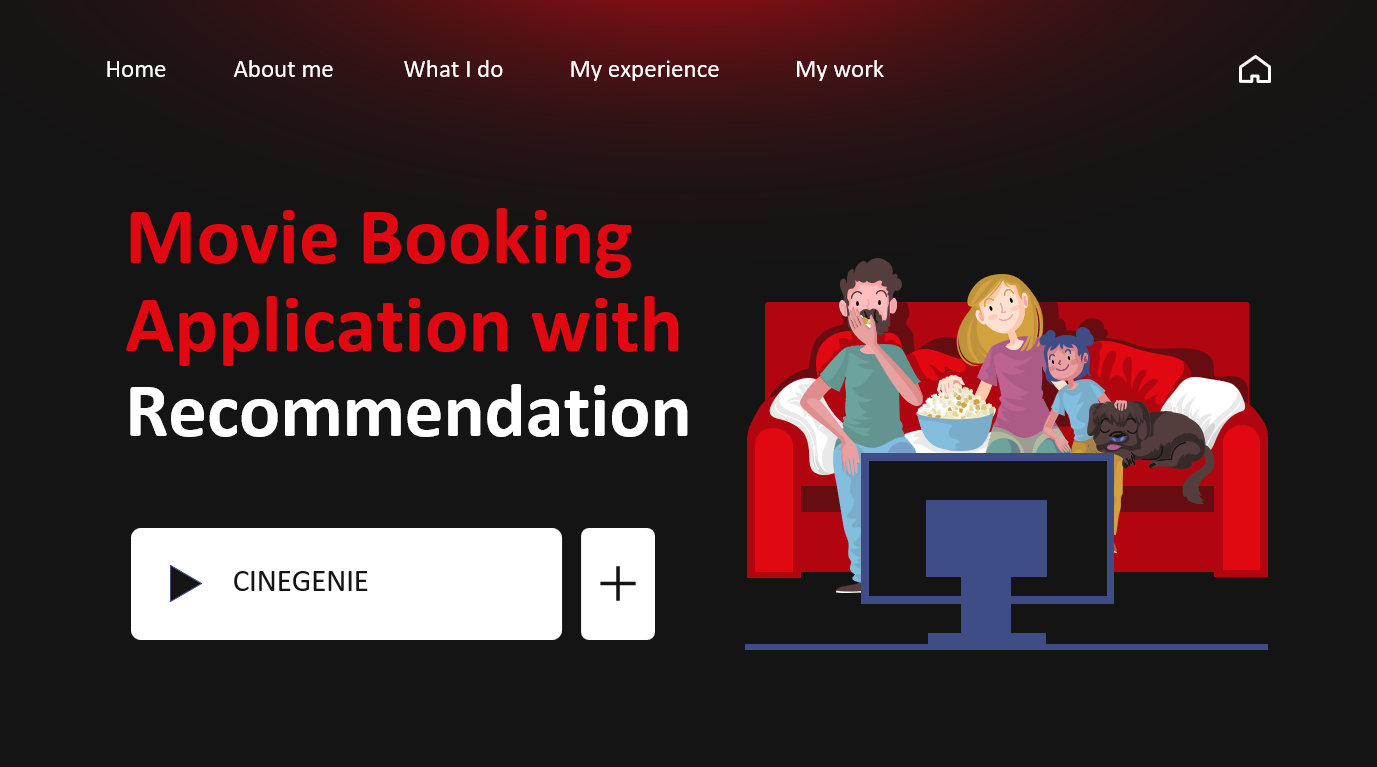 Home About me What I do My experience My work
Movie Booking
Application with
Recommendation
CINEGENIE